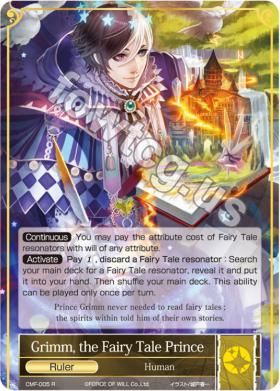 fowtcg.us
Continuous You may pay the attribute cost of Fairy Tale
resonators with will of any attribute.
Activate Pay 1 , discard a Fairy Tale resonator : Search
your main deck for a Fairy Tale resonator, reveal it and put
it into your hand. Then shuffle your main deck. This ability
can be played only once per turn.
Prince Grimm never needed to read fairy tales ;
the spirits within told him of their own stories.
Grimm, the Fairy Tale Prince
Ruler
Human
CMF-005 R
©FORCE OF WILL Co.,Ltd.